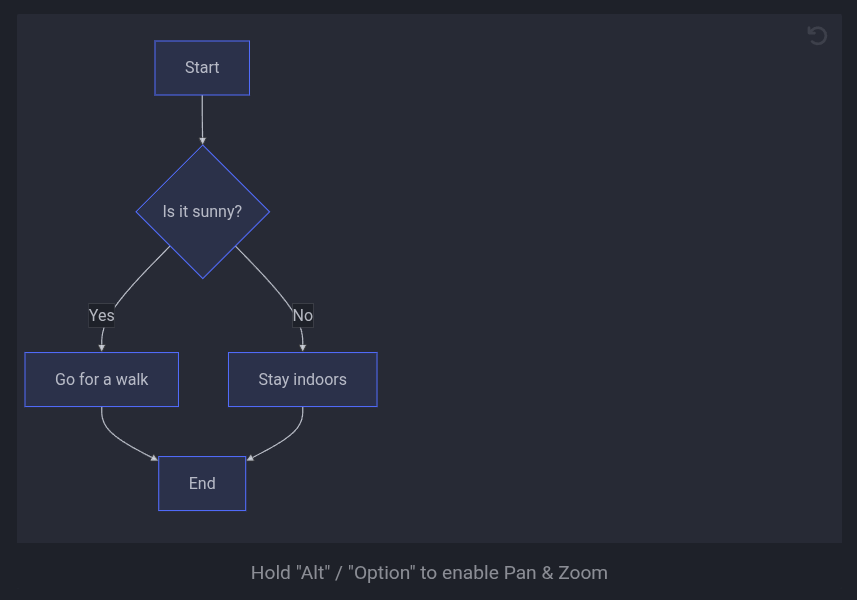 Start
Is it sunny?
Yes
No
Go for a walk
Stay indoors
End
Hold "Alt" / "Option" to enable Pan & Zoom